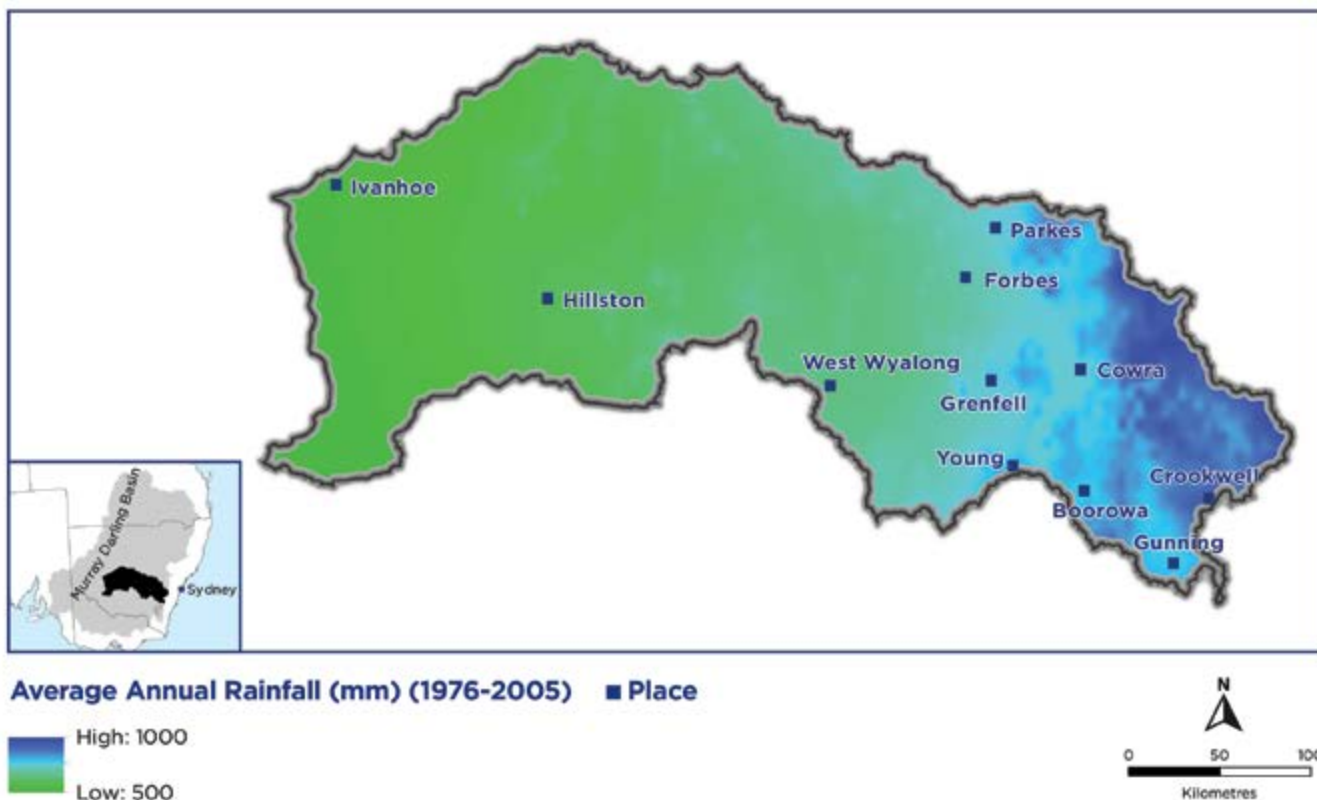 Ivanhoe
Parkes
Forbes
Hillston
West Wyalong
Cowra
Grenfell
Young
Crookwell
Boorowa
Gunning
Murray Darling Basin
Sydney
Average Annual Rainfall (mm) (1976-2005) Place
High: 1000
Low: 500
N
0 50 100
Kilometres